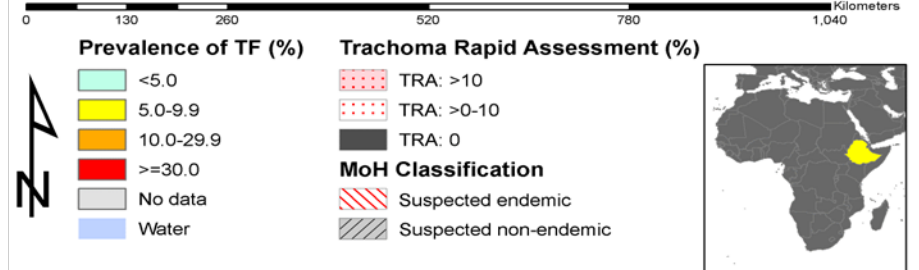 0 130 260 520 780 1,040 Kilometers
Prevalence of TF (%)
<5.0
5.0-9.9
10.0-29.9
>=30.0
No data
Water
Trachoma Rapid Assessment (%)
TRA: >10
TRA: >0-10
TRA: 0
MoH Classification
Suspected endemic
Suspected non-endemic
N